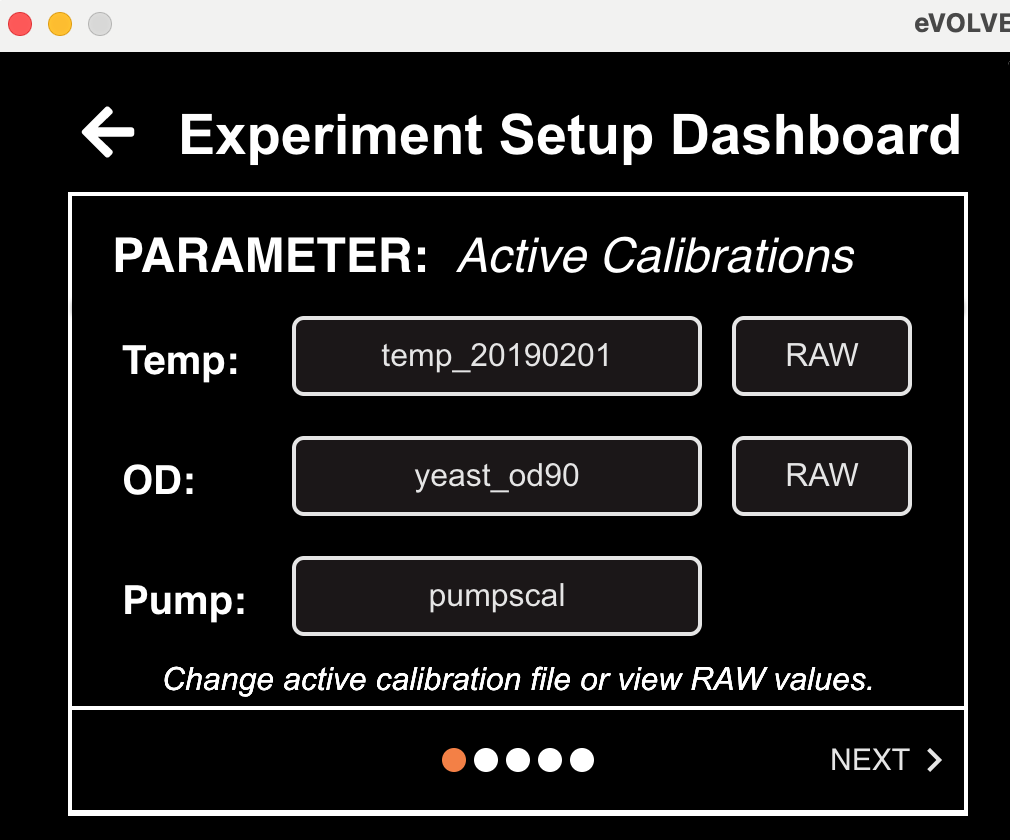 eVOLVE
Experiment Setup Dashboard
PARAMETER: Active Calibrations
Temp: temp_20190201 RAW
OD: yeast_od90 RAW
Pump: pumpscal
Change active calibration file or view RAW values.
NEXT